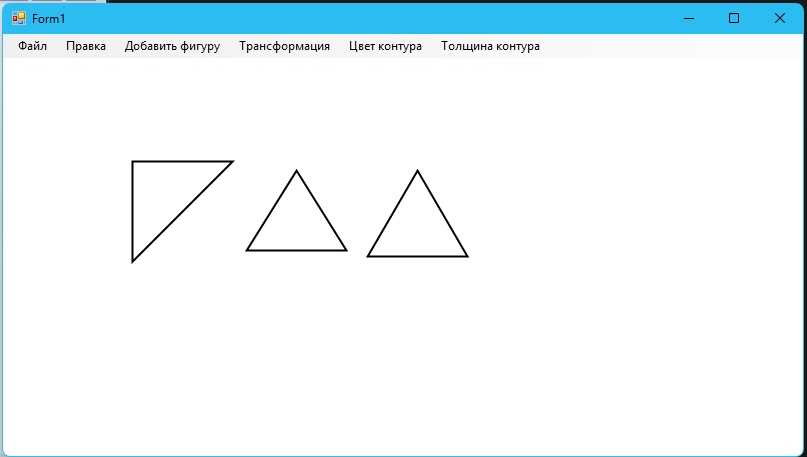 Form1
Файл Правка Добавить фигуру Трансформация Цвет контура Толщина контура